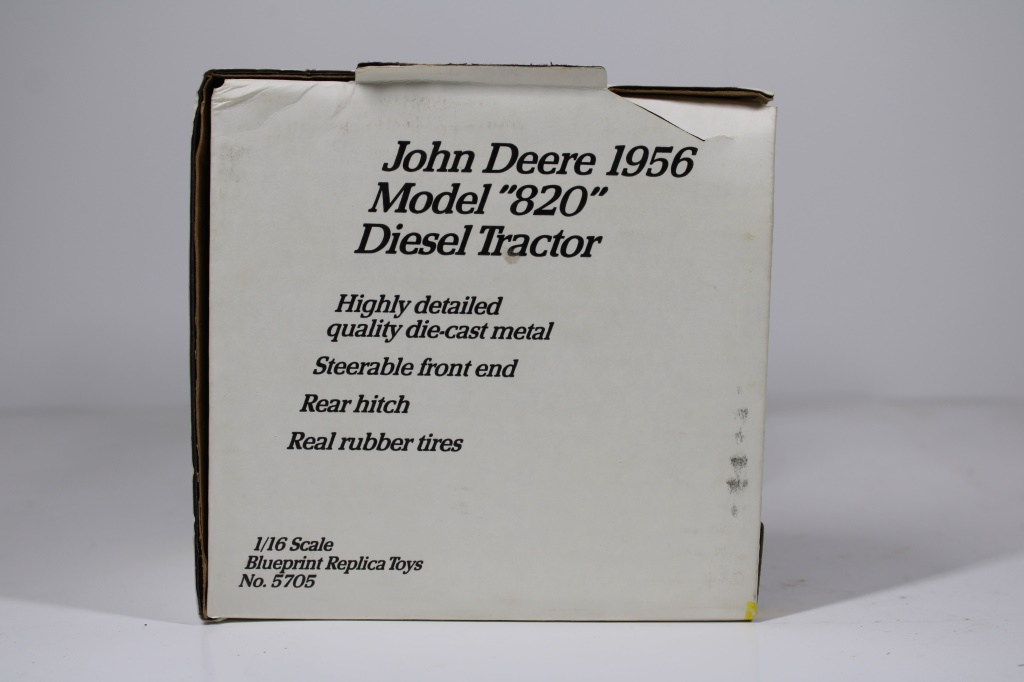 John Deere 1956
Model "820"
Diesel Tractor
Highly detailed
quality die-cast metal
Steerable front end
Rear hitch
Real rubber tires
1/16 Scale
Blueprint Replica Toys
No. 5705